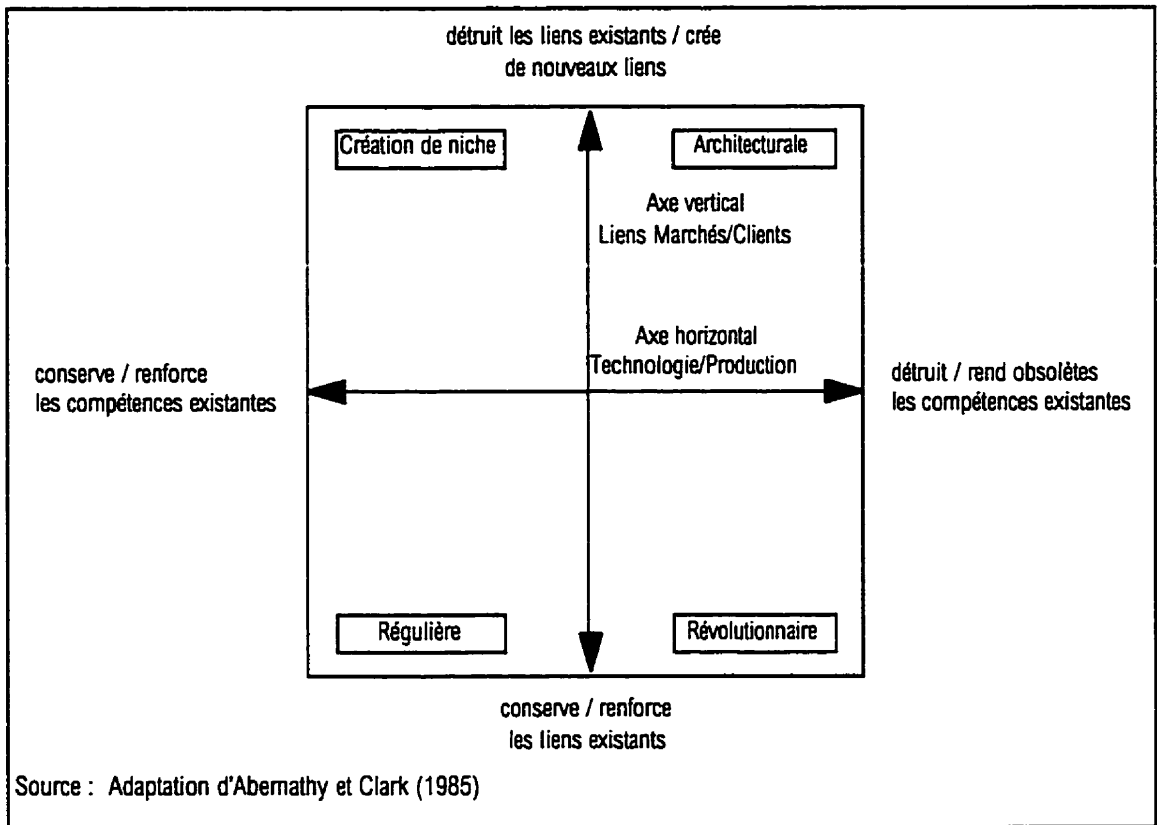 détruit les liens existants / crée
de nouveaux liens
Création de niche
Architecturale
Axe vertical
Liens Marchés/Clients
Axe horizontal
Technologie/Production
conserve / renforce
les compétences existantes
détruit / rend obsolètes
les compétences existantes
Régulière
Révolutionnaire
conserve / renforce
les liens existants
Source : Adaptation d'Abernathy et Clark (1985)